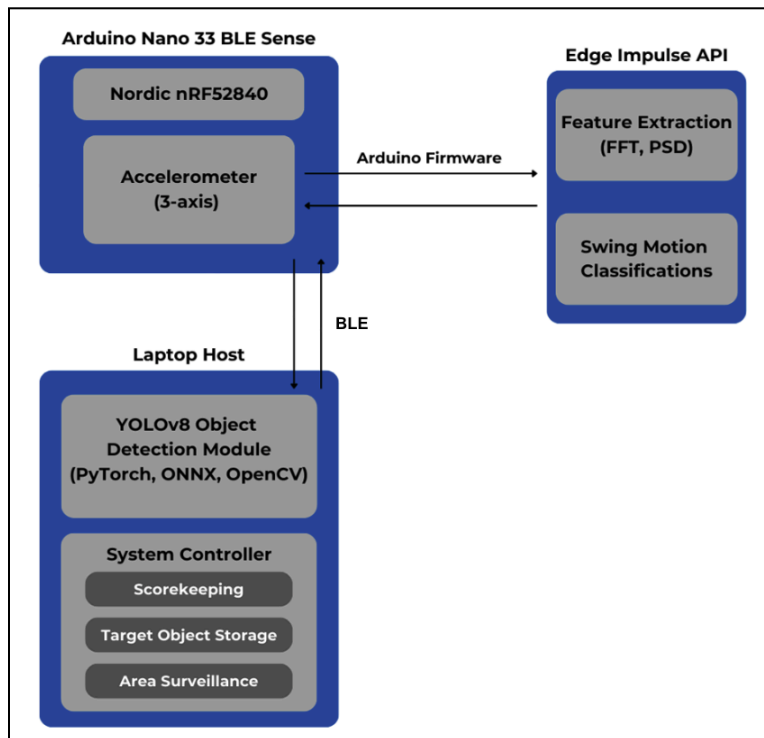 Arduino Nano 33 BLE Sense
Nordic nRF52840
Accelerometer
(3-axis)
Arduino Firmware
Edge Impulse API
Feature Extraction
(FFT, PSD)
Swing Motion
Classifications
BLE
Laptop Host
YOLOv8 Object
Detection Module
(PyTorch, ONNX, OpenCV)
System Controller
Scorekeeping
Target Object Storage
Area Surveillance